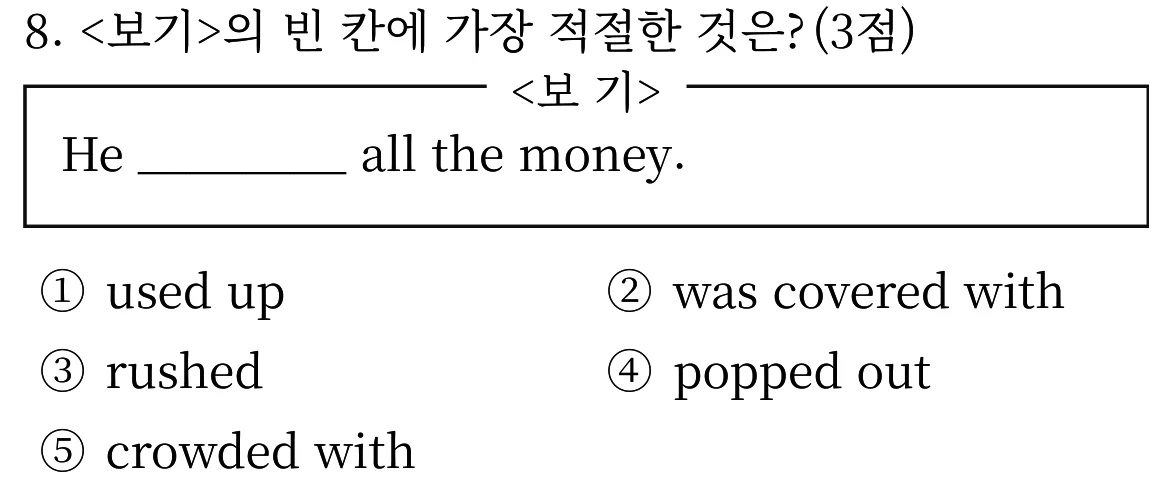 8. <보기>의 빈 칸에 가장 적절한 것은?(3점)
<보 기>
He ________ all the money.
① used up ② was covered with
③ rushed ④ popped out
⑤ crowded with